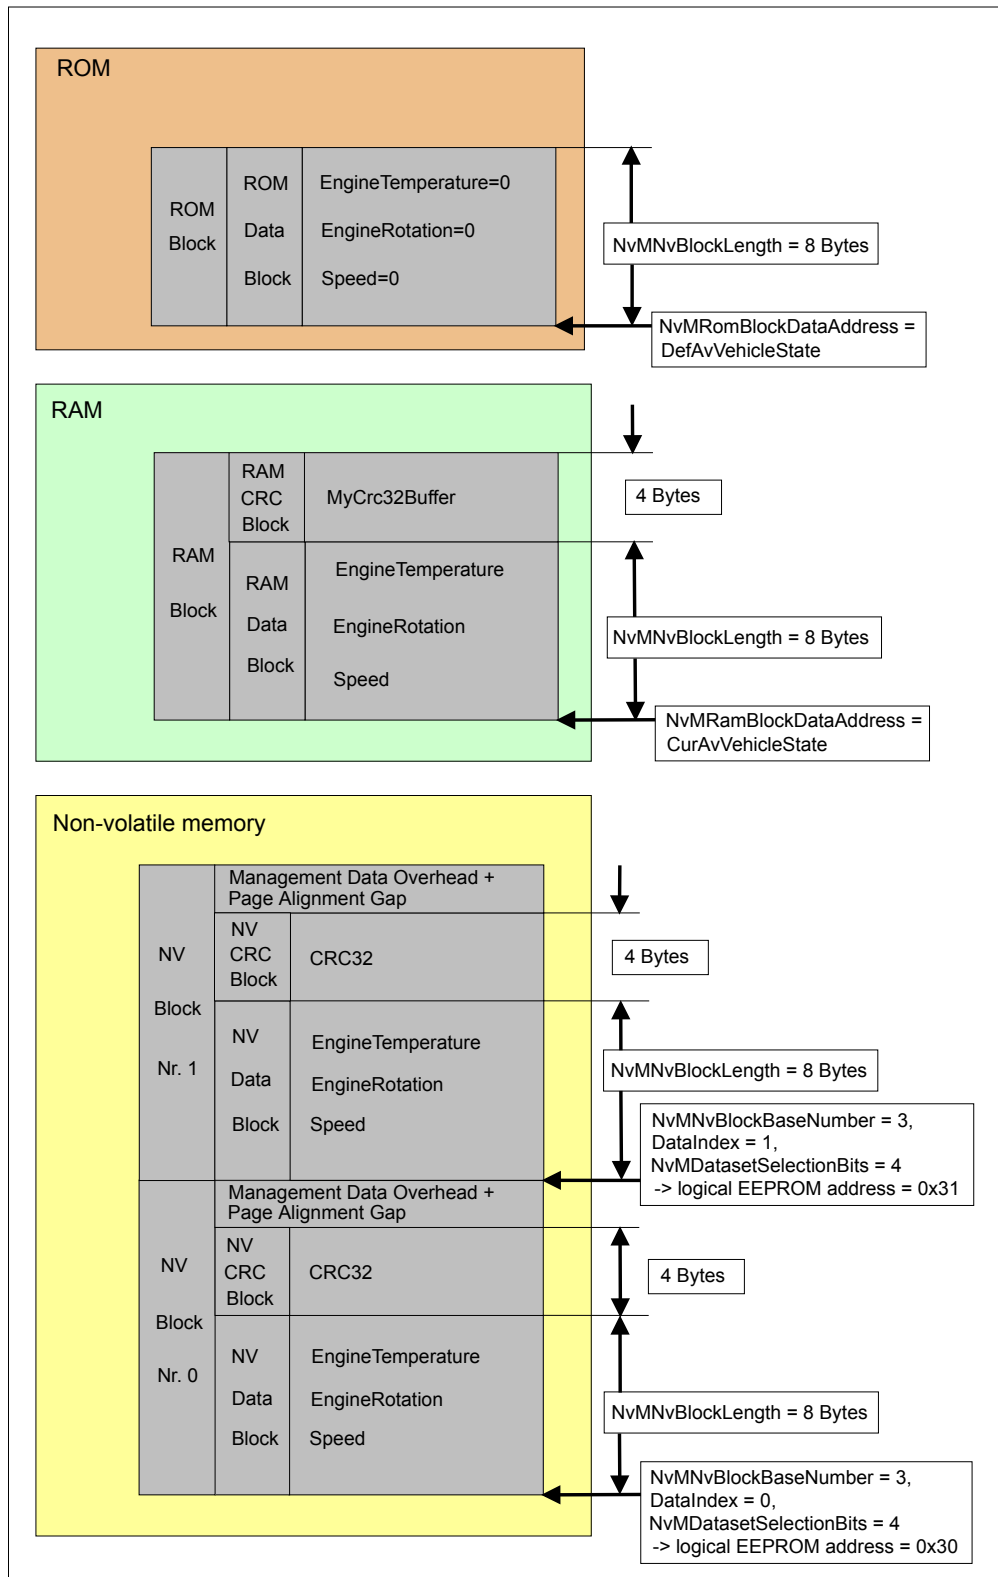 ROM
ROM
Block
ROM
Data
Block
EngineTemperature=0
EngineRotation=0
Speed=0
NvMNvBlockLength = 8 Bytes
NvMRomBlockDataAddress =
DefAvVehicleState
RAM
RAM
Block
RAM
CRC
Block
MyCrc32Buffer
4 Bytes
RAM
Data
Block
EngineTemperature
EngineRotation
Speed
NvMNvBlockLength = 8 Bytes
NvMRamBlockDataAddress =
CurAvVehicleState
Non-volatile memory
NV
Block
Nr. 1
Management Data Overhead +
Page Alignment Gap
NV
CRC
Block
CRC32
4 Bytes
NV
Data
Block
EngineTemperature
EngineRotation
Speed
NvMNvBlockLength = 8 Bytes
NvMNvBlockBaseNumber = 3,
DataIndex = 1,
NvMDatasetSelectionBits = 4
-> logical EEPROM address = 0x31
NV
Block
Nr. 0
Management Data Overhead +
Page Alignment Gap
NV
CRC
Block
CRC32
4 Bytes
NV
Data
Block
EngineTemperature
EngineRotation
Speed
NvMNvBlockLength = 8 Bytes
NvMNvBlockBaseNumber = 3,
DataIndex = 0,
NvMDatasetSelectionBits = 4
-> logical EEPROM address = 0x30